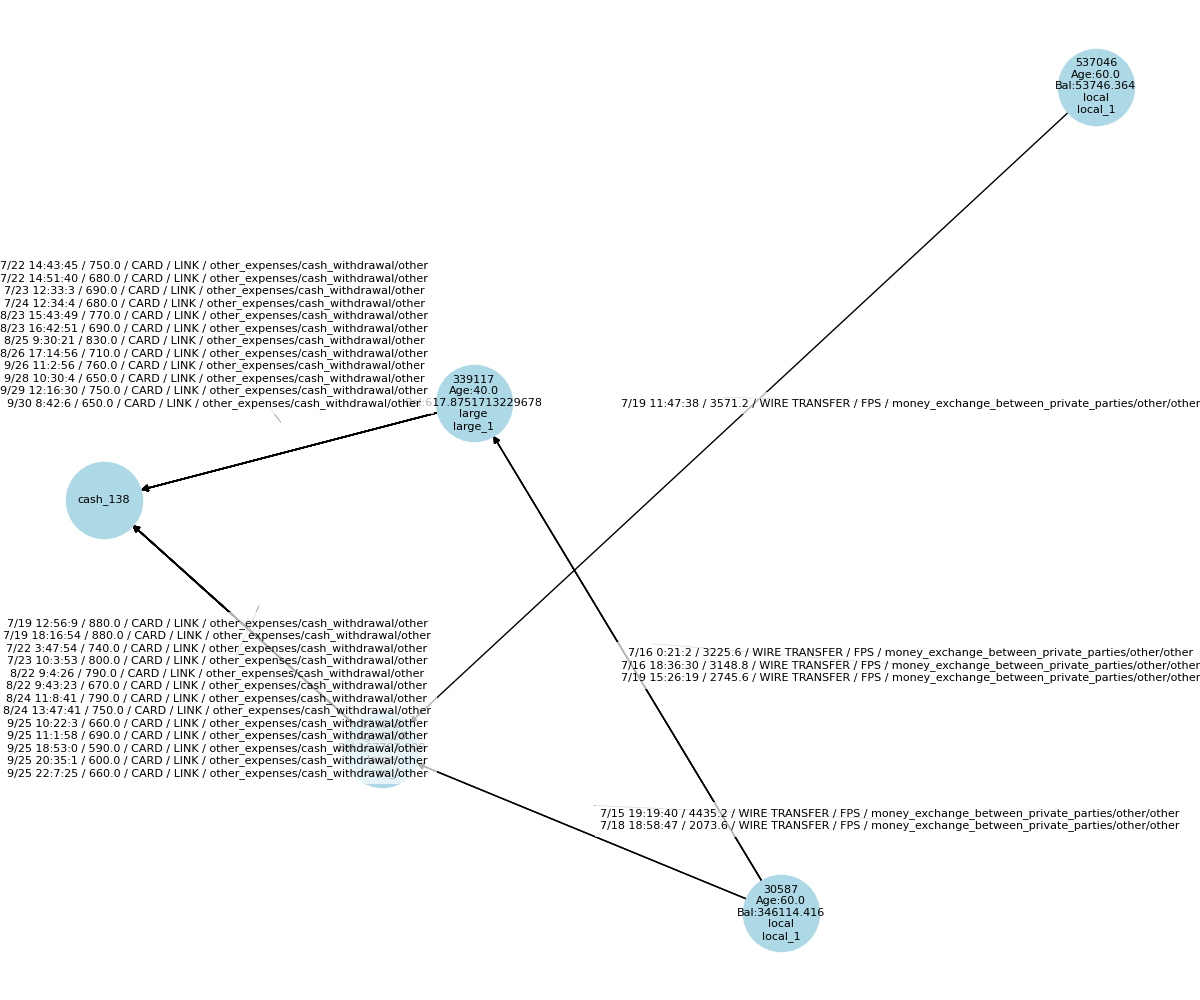 537046
Age:60.0
Bal:53746.364
local
local_1
7/22 14:43:45 / 750.0 / CARD / LINK / other_expenses/cash_withdrawal/other
7/22 14:51:40 / 680.0 / CARD / LINK / other_expenses/cash_withdrawal/other
7/23 12:33:3 / 690.0 / CARD / LINK / other_expenses/cash_withdrawal/other
7/24 12:34:4 / 680.0 / CARD / LINK / other_expenses/cash_withdrawal/other
8/23 15:43:49 / 770.0 / CARD / LINK / other_expenses/cash_withdrawal/other
8/23 16:42:51 / 690.0 / CARD / LINK / other_expenses/cash_withdrawal/other
8/25 9:30:21 / 830.0 / CARD / LINK / other_expenses/cash_withdrawal/other
8/26 17:14:56 / 710.0 / CARD / LINK / other_expenses/cash_withdrawal/other
9/26 11:2:56 / 760.0 / CARD / LINK / other_expenses/cash_withdrawal/other
9/28 10:30:4 / 650.0 / CARD / LINK / other_expenses/cash_withdrawal/other
9/29 12:16:30 / 750.0 / CARD / LINK / other_expenses/cash_withdrawal/other
9/30 8:42:6 / 650.0 / CARD / LINK / other_expenses/cash_withdrawal/other
339117
Age:40.0
617.8751713229678
large
large_1
7/19 11:47:38 / 3571.2 / WIRE TRANSFER / FPS / money_exchange_between_private_parties/other/other
cash_138
7/19 12:56:9 / 880.0 / CARD / LINK / other_expenses/cash_withdrawal/other
7/19 18:16:54 / 880.0 / CARD / LINK / other_expenses/cash_withdrawal/other
7/22 3:47:54 / 740.0 / CARD / LINK / other_expenses/cash_withdrawal/other
7/23 10:3:53 / 800.0 / CARD / LINK / other_expenses/cash_withdrawal/other
8/22 9:4:26 / 790.0 / CARD / LINK / other_expenses/cash_withdrawal/other
8/22 9:43:23 / 670.0 / CARD / LINK / other_expenses/cash_withdrawal/other
8/24 11:8:41 / 790.0 / CARD / LINK / other_expenses/cash_withdrawal/other
8/24 13:47:41 / 750.0 / CARD / LINK / other_expenses/cash_withdrawal/other
9/25 10:22:3 / 660.0 / CARD / LINK / other_expenses/cash_withdrawal/other
9/25 11:1:58 / 690.0 / CARD / LINK / other_expenses/cash_withdrawal/other
9/25 18:53:0 / 590.0 / CARD / LINK / other_expenses/cash_withdrawal/other
9/25 20:35:1 / 600.0 / CARD / LINK / other_expenses/cash_withdrawal/other
9/25 22:7:25 / 660.0 / CARD / LINK / other_expenses/cash_withdrawal/other
7/16 0:21:2 / 3225.6 / WIRE TRANSFER / FPS / money_exchange_between_private_parties/other/other
7/16 18:36:30 / 3148.8 / WIRE TRANSFER / FPS / money_exchange_between_private_parties/other/other
7/19 15:26:19 / 2745.6 / WIRE TRANSFER / FPS / money_exchange_between_private_parties/other/other
7/15 19:19:40 / 4435.2 / WIRE TRANSFER / FPS / money_exchange_between_private_parties/other/other
7/18 18:58:47 / 2073.6 / WIRE TRANSFER / FPS / money_exchange_between_private_parties/other/other
30587
Age:60.0
Bal:346114.416
local
local_1